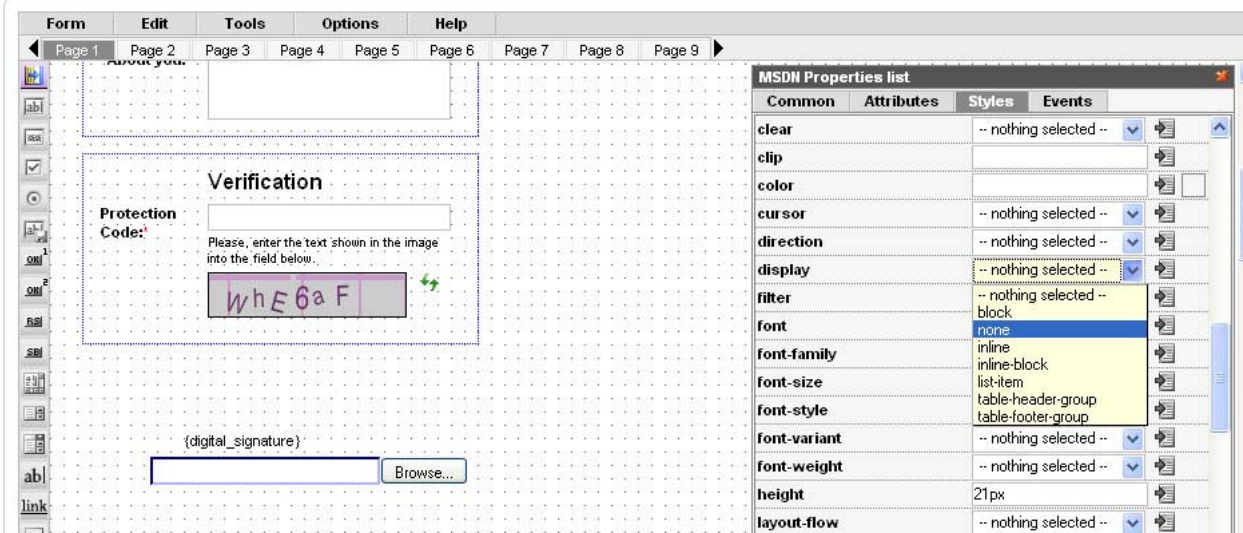 Form Edit Tools Options Help
Page 1 Page 2 Page 3 Page 4 Page 5 Page 6 Page 7 Page 8 Page 9
About you:
Verification
Protection
Code:*
Please, enter the text shown in the image
into the field below.
WhE6aF
{digital_signature}
Browse...
abl
link
MSDN Properties list
Common Attributes Styles Events
clear -- nothing selected --
clip
color
cursor -- nothing selected --
direction -- nothing selected --
display -- nothing selected --
-- nothing selected --
block
none
inline
inline-block
list-item
table-header-group
table-footer-group
filter
font
font-family
font-size
font-style
font-variant -- nothing selected --
font-weight -- nothing selected --
height 21px
layout-flow -- nothing selected --